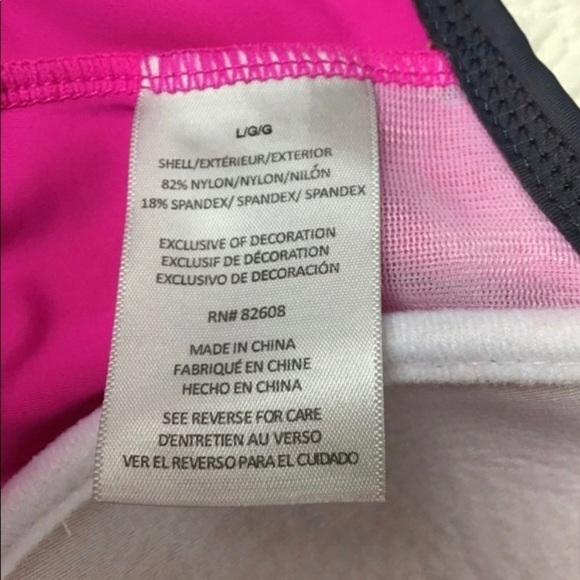 L/G/G
SHELL/EXTÉRIEUR/EXTERIOR
82% NYLON/NYLON/NILÓN
18% SPANDEX/ SPANDEX/ SPANDEX
EXCLUSIVE OF DECORATION
EXCLUSIF DE DÉCORATION
EXCLUSIVO DE DECORACIÓN
RN# 82608
MADE IN CHINA
FABRIQUÉ EN CHINE
HECHO EN CHINA
SEE REVERSE FOR CARE
D'ENTRETIEN AU VERSO
VER EL REVERSO PARA EL CUIDADO